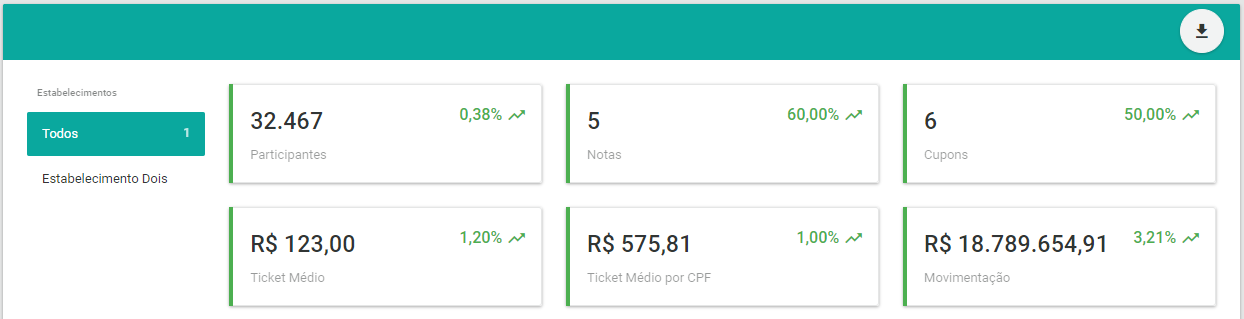 Estabelecimentos
Todos 1
Estabelecimento Dois
32.467 0,38%
Participantes
5 60,00%
Notas
6 50,00%
Cupons
R$ 123,00 1,20%
Ticket Médio
R$ 575,81 1,00%
Ticket Médio por CPF
R$ 18.789.654,91 3,21%
Movimentação